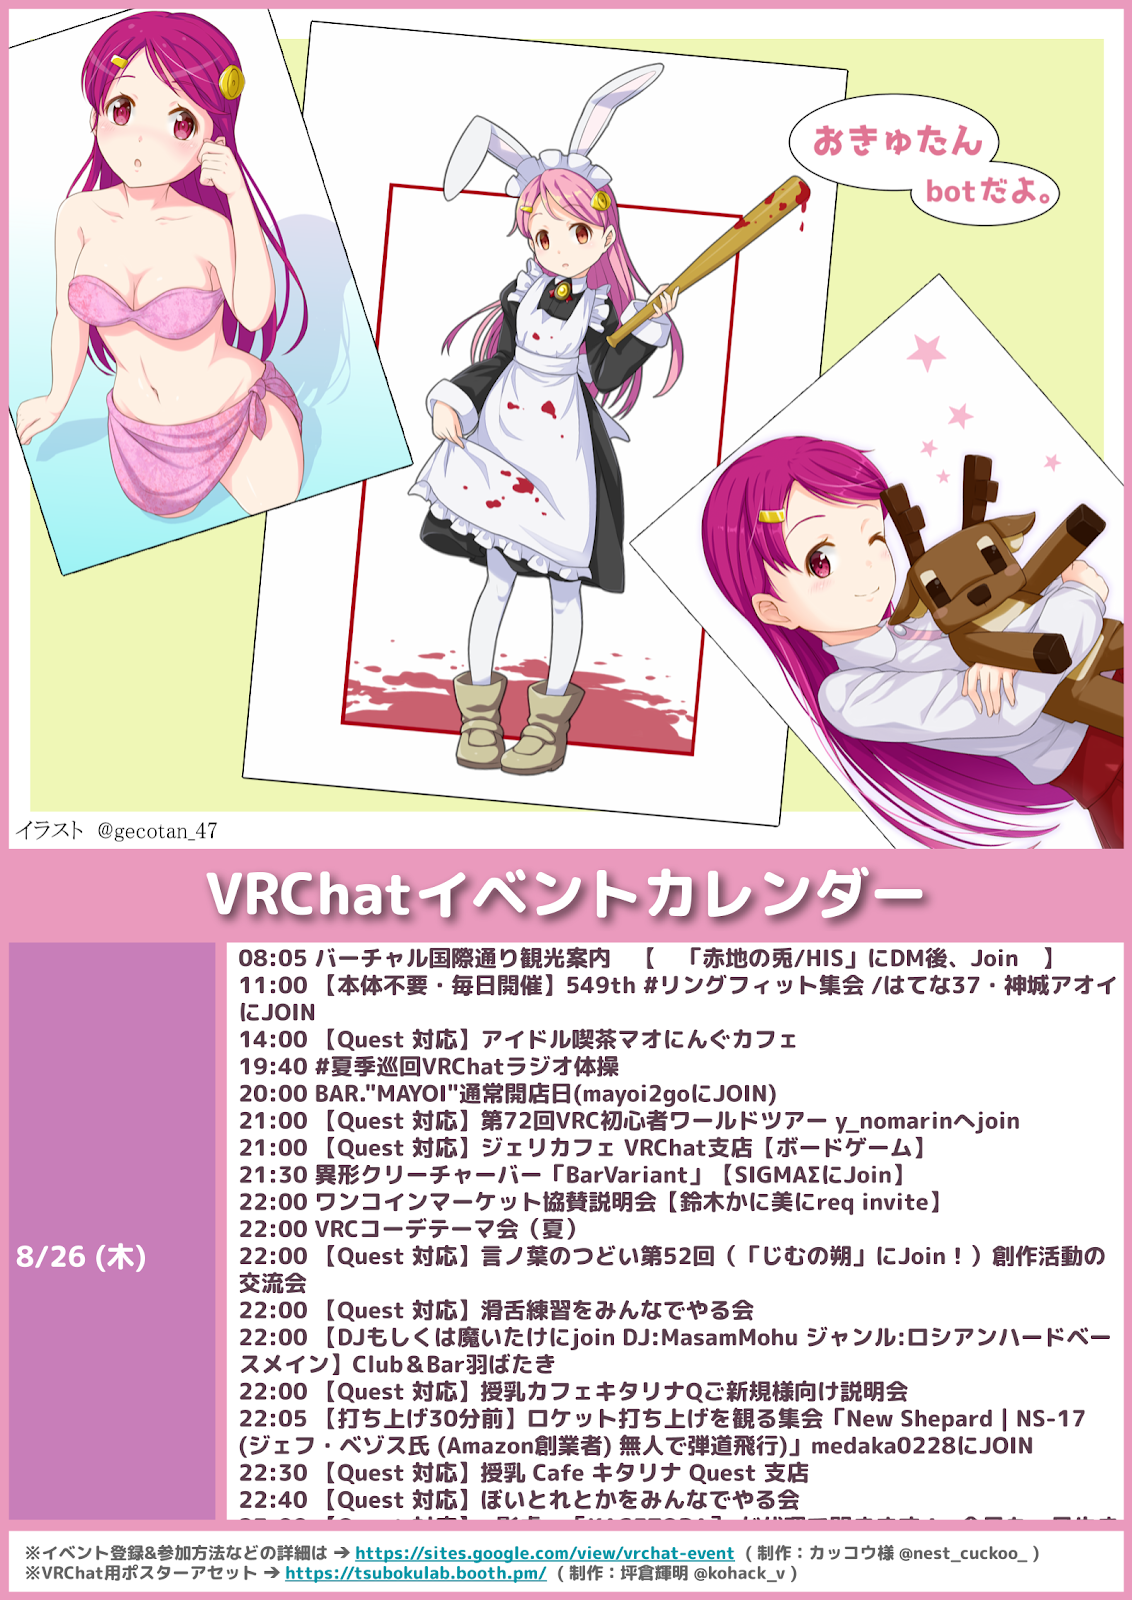 おきゅたん
botだよ。
イラスト @gecotan_47
VRChatイベントカレンダー
8/26 (木)
08:05 バーチャル国際通り観光案内 【 「赤地の兎/HIS」にDM後、Join 】
11:00 【本体不要・毎日開催】549th #リングフィット集会 /はてな37・神城アオイ
にJOIN
14:00 【Quest 対応】アイドル喫茶マオにんぐカフェ
19:40 #夏季巡回VRChatラジオ体操
20:00 BAR."MAYOI"通常開店日(mayoi2goにJOIN)
21:00 【Quest 対応】第72回VRC初心者ワールドツアー y_nomarinへjoin
21:00 【Quest 対応】ジェリカフェ VRChat支店【ボードゲーム】
21:30 異形クリーチャーバー「BarVariant」【SIGMAΣにJoin】
22:00 ワンコインマーケット協賛説明会【鈴木かに美にreq invite】
22:00 VRCコーデテーマ会（夏）
22:00 【Quest 対応】言ノ葉のつどい第52回（「じむの朔」にJoin！）創作活動の
交流会
22:00 【Quest 対応】滑舌練習をみんなでやる会
22:00 【DJもしくは魔いたけにjoin DJ:MasamMohu ジャンル:ロシアンハードベー
スメイン】Club＆Bar羽ばたき
22:00 【Quest 対応】授乳カフェキタリナQご新規様向け説明会
22:05 【打ち上げ30分前】ロケット打ち上げを観る集会「New Shepard | NS-17
(ジェフ・ベゾス氏 (Amazon創業者) 無人で弾道飛行)」medaka0228にJOIN
22:30 【Quest 対応】授乳 Cafe キタリナ Quest 支店
22:40 【Quest 対応】ぼいとれとかをみんなでやる会
※イベント登録&参加方法などの詳細は ➔ https://sites.google.com/view/vrchat-event ( 制作：カッコウ様 @nest_cuckoo_ )
※VRChat用ポスターアセット ➔ https://tsubokulab.booth.pm/ ( 制作：坪倉輝明 @kohack_v )